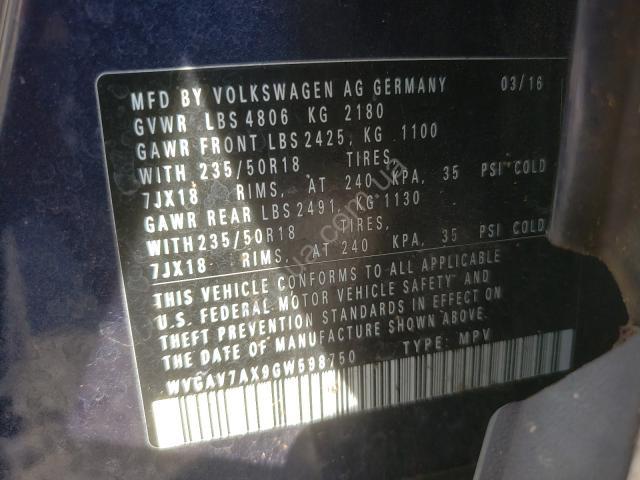 MFD BY VOLKSWAGEN AG GERMANY 03/16
GVWR LBS 4806 KG 2180
GAWR FRONT LBS 2425, KG 1100
WITH 235/50R18 TIRES,
7JX18 RIMS, AT 240 KPA, 35 PSI COLD
GAWR REAR LBS 2491, KG 1130
WITH 235/50R18 TIRES,
7JX18 RIMS, AT 240 KPA, 35 PSI COLD
THIS VEHICLE CONFORMS TO ALL APPLICABLE
U.S. FEDERAL MOTOR VEHICLE SAFETY AND
THEFT PREVENTION STANDARDS IN EFFECT ON
THE DATE OF MANUFACTURE SHOWN ABOVE.
WVGAV7AX9GW598750 TYPE: MPV